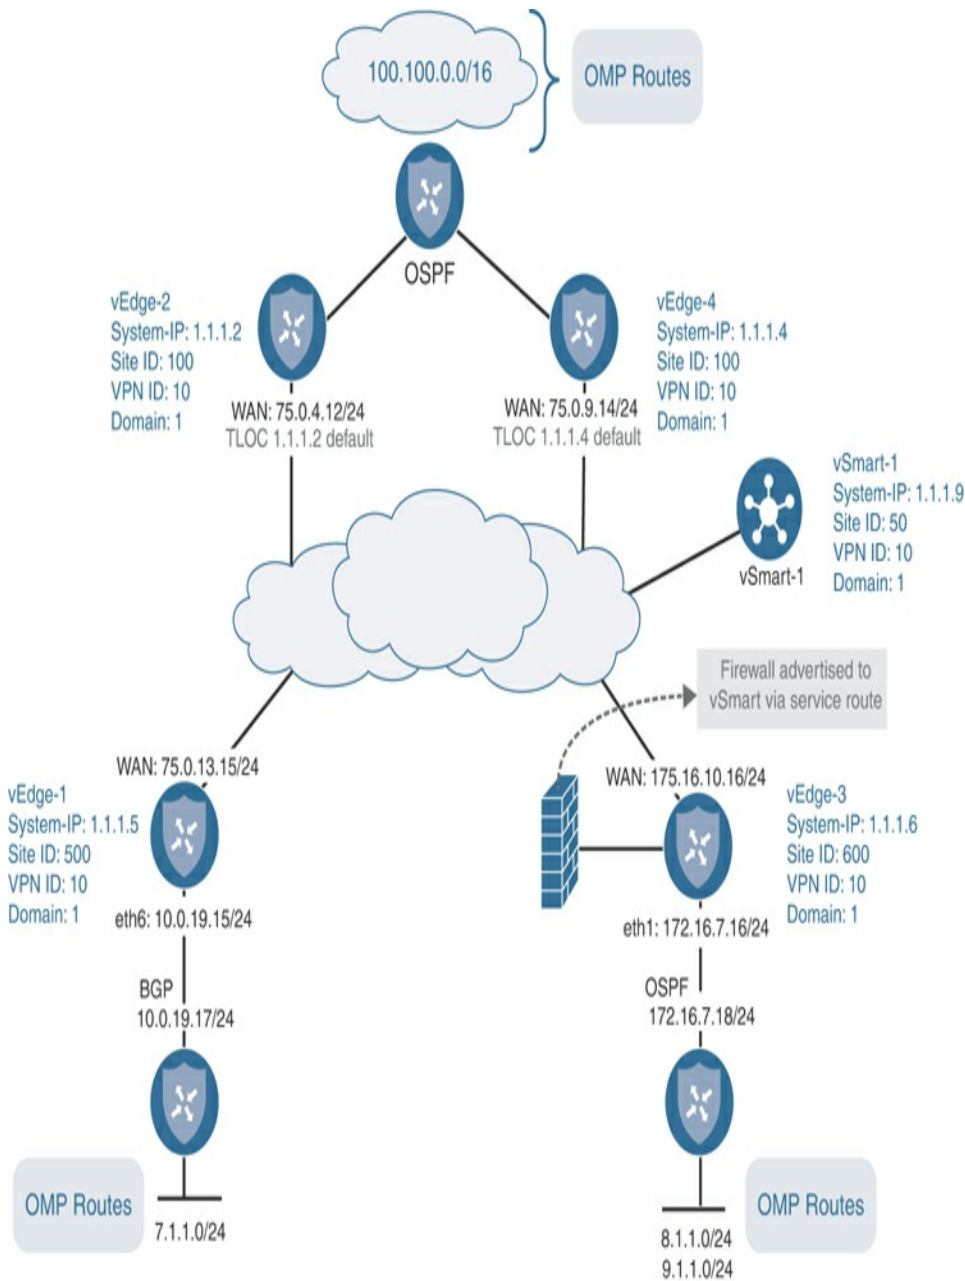 100.100.0.0/16
OMP Routes
OSPF
vEdge-2
System-IP: 1.1.1.2
Site ID: 100
VPN ID: 10
Domain: 1
WAN: 75.0.4.12/24
TLOC 1.1.1.2 default
vEdge-4
System-IP: 1.1.1.4
Site ID: 100
VPN ID: 10
Domain: 1
WAN: 75.0.9.14/24
TLOC 1.1.1.4 default
vSmart-1
System-IP: 1.1.1.9
Site ID: 50
VPN ID: 10
Domain: 1
vSmart-1
Firewall advertised to
vSmart via service route
WAN: 75.0.13.15/24
vEdge-1
System-IP: 1.1.1.5
Site ID: 500
VPN ID: 10
Domain: 1
eth6: 10.0.19.15/24
BGP
10.0.19.17/24
OMP Routes
7.1.1.0/24
WAN: 175.16.10.16/24
vEdge-3
System-IP: 1.1.1.6
Site ID: 600
VPN ID: 10
Domain: 1
eth1: 172.16.7.16/24
OSPF
172.16.7.18/24
OMP Routes
8.1.1.0/24
9.1.1.0/24